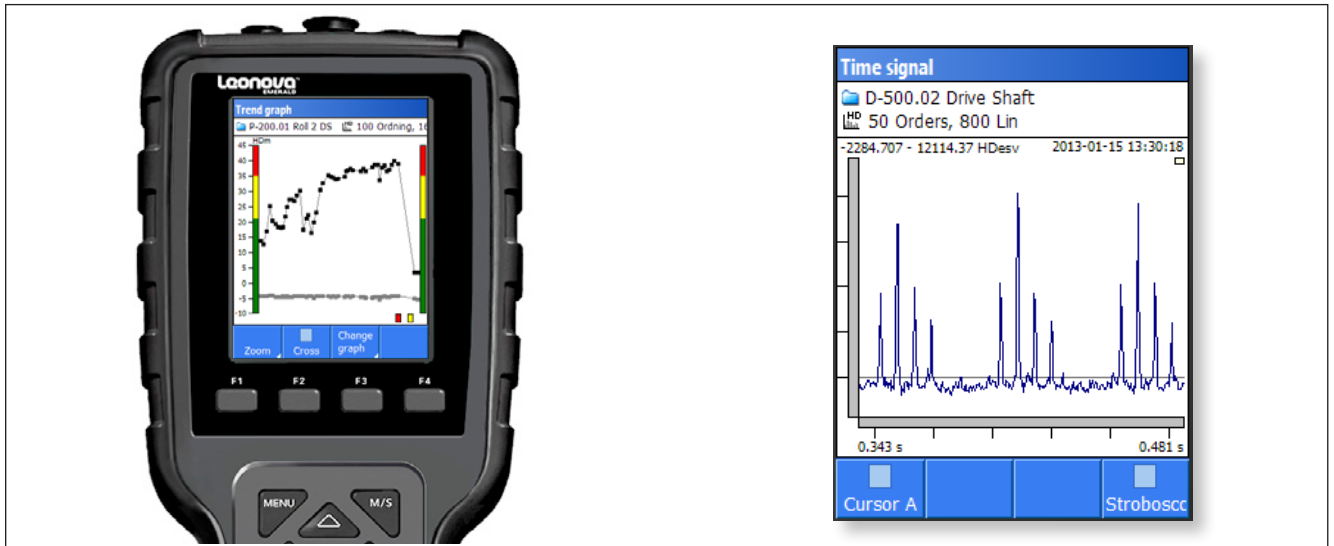 Leonova™
EMERALD
Trend graph
P-200.01 Roll 2 DS 100 Ordning, 16
HDm
45
40
35
30
25
20
15
10
5
0
-5
-10
Zoom Cross Change
graph
F1 F2 F3 F4
MENU M/S
Time signal
D-500.02 Drive Shaft
HD 50 Orders, 800 Lin
-2284.707 - 12114.37 HDesv 2013-01-15 13:30:18
0.343 s 0.481 s
Cursor A Strobosco